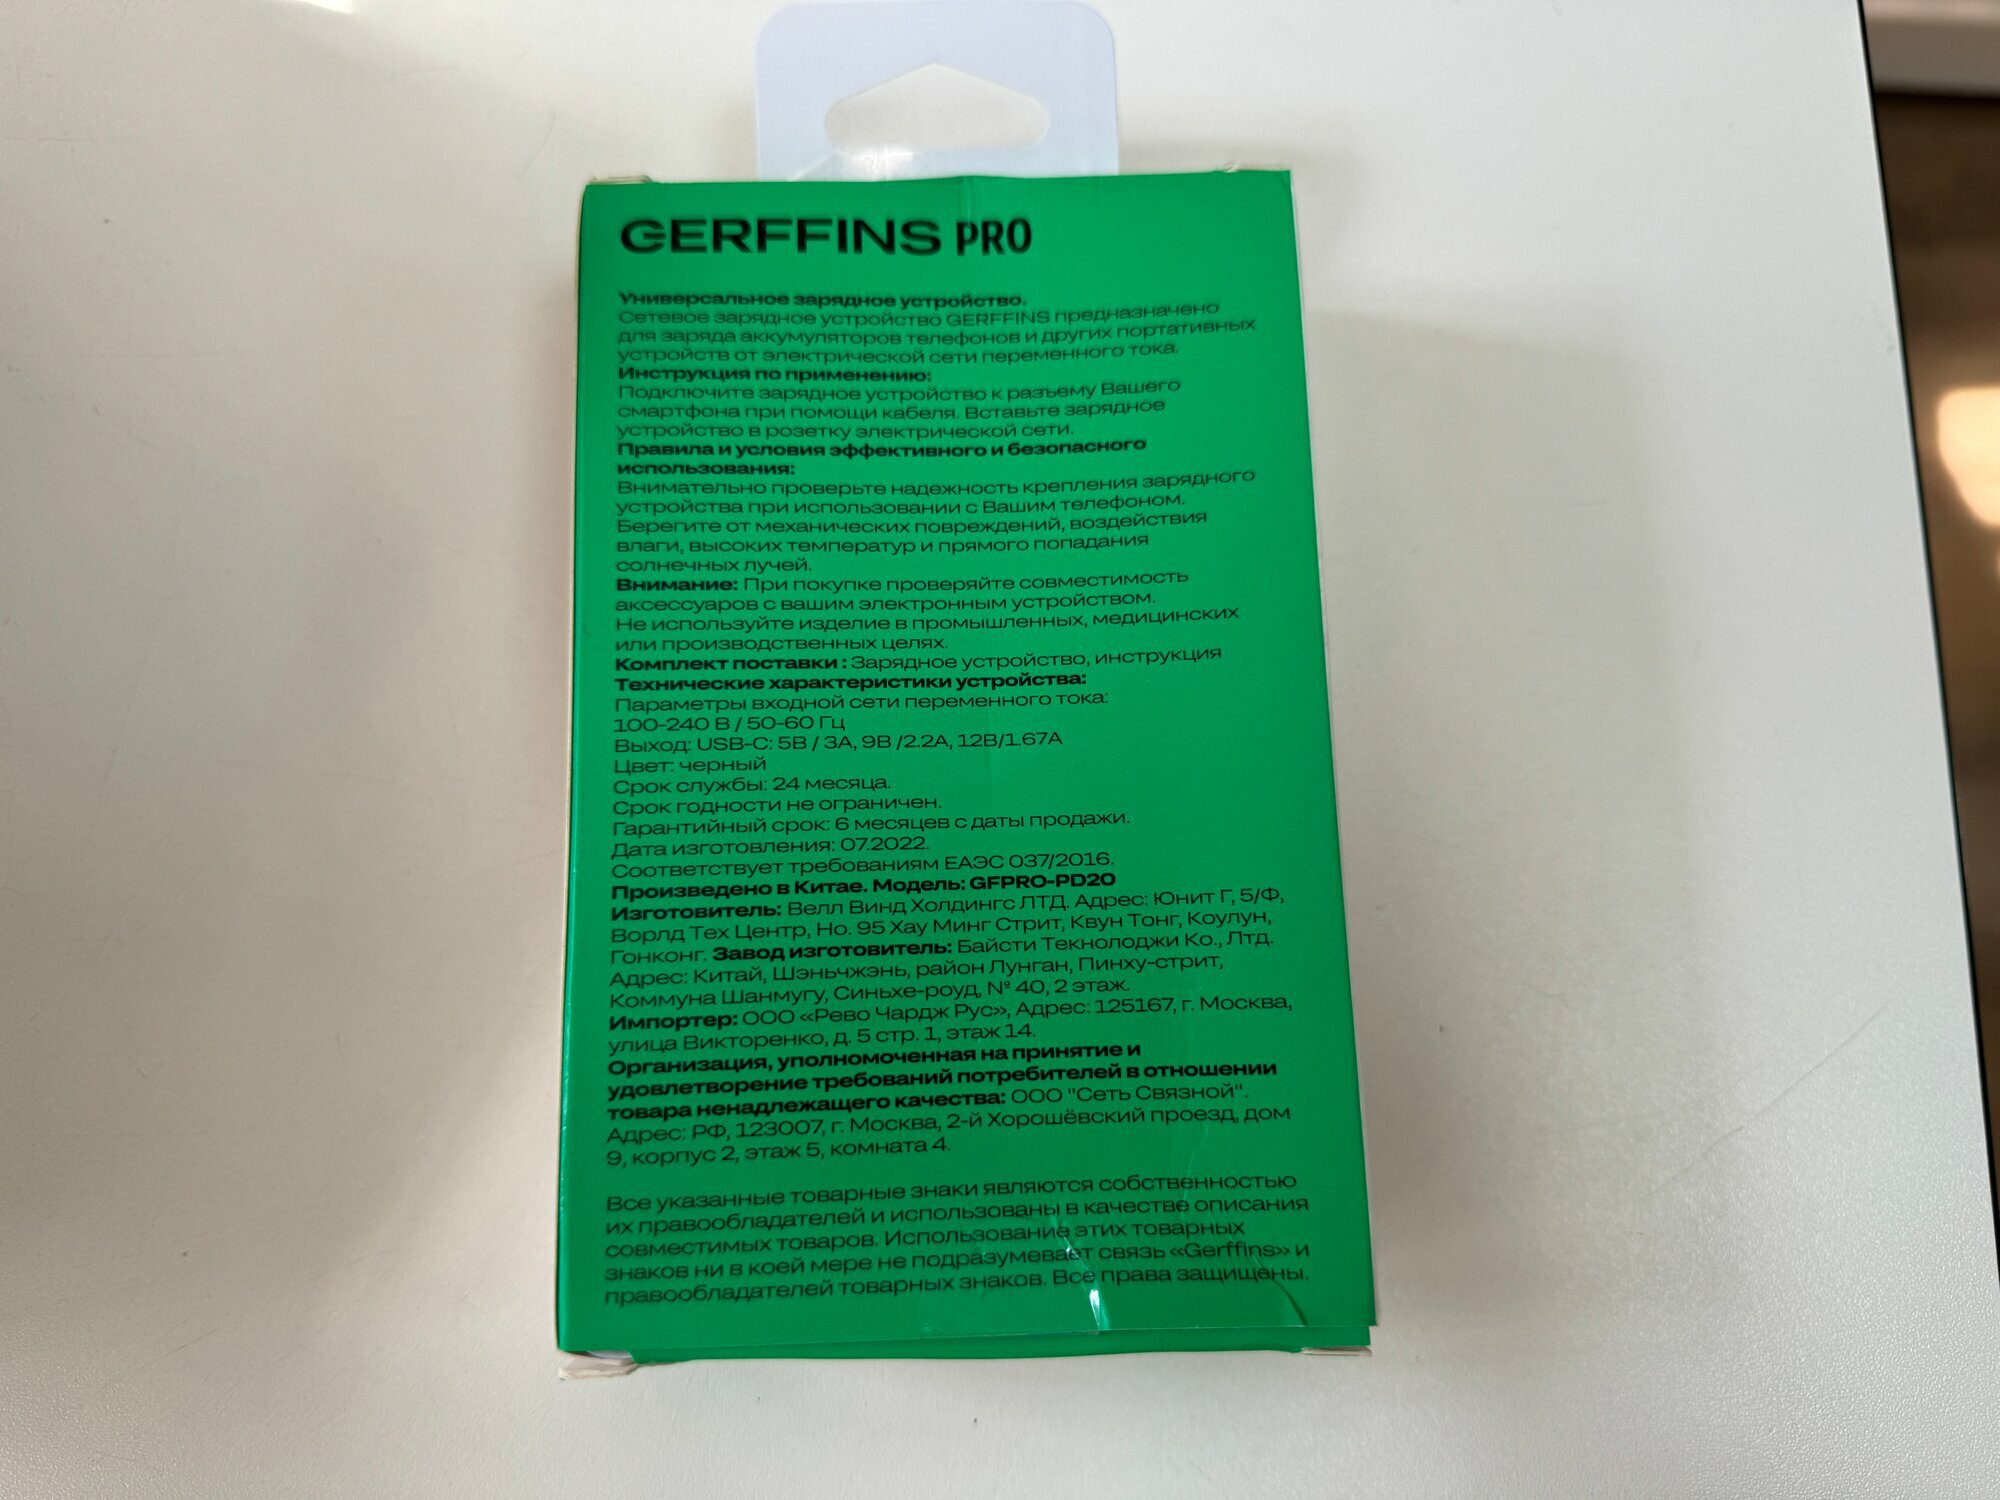 GERFFINS PRO
Универсальное зарядное устройство.
Сетевое зарядное устройство GERFFINS предназначено
для заряда аккумуляторов телефонов и других портативных
устройств от электрической сети переменного тока.
Инструкция по применению:
Подключите зарядное устройство к разъему Вашего
смартфона при помощи кабеля. Вставьте зарядное
устройство в розетку электрической сети.
Правила и условия эффективного и безопасного
использования:
Внимательно проверьте надежность крепления зарядного
устройства при использовании с Вашим телефоном.
Берегите от механических повреждений, воздействия
влаги, высоких температур и прямого попадания
солнечных лучей.
Внимание: При покупке проверяйте совместимость
аксессуаров с вашим электронным устройством.
Не используйте изделие в промышленных, медицинских
или производственных целях.
Комплект поставки : Зарядное устройство, инструкция
Технические характеристики устройства:
Параметры входной сети переменного тока:
100-240 В / 50-60 Гц
Выход: USB-C: 5В / 3А, 9В /2.2А, 12В/1.67А
Цвет: черный
Срок службы: 24 месяца.
Срок годности не ограничен.
Гарантийный срок: 6 месяцев с даты продажи.
Дата изготовления: 07.2022.
Соответствует требованиям ЕАЭС 037/2016.
Произведено в Китае. Модель: GFPRO-PD20
Изготовитель: Велл Винд Холдингс ЛТД. Адрес: Юнит Г, 5/Ф,
Ворлд Тех Центр, Но. 95 Хау Минг Стрит, Квун Тонг, Коулун,
Гонконг. Завод изготовитель: Байсти Текнолоджи Ко., Лтд.
Адрес: Китай, Шэньчжэнь, район Лунган, Пинху-стрит,
Коммуна Шанмугу, Синьхе-роуд, № 40, 2 этаж.
Импортер: ООО «Рево Чардж Рус», Адрес: 125167, г. Москва,
улица Викторенко, д. 5 стр. 1, этаж 14.
Организация, уполномоченная на принятие и
удовлетворение требований потребителей в отношении
товара ненадлежащего качества: ООО "Сеть Связной".
Адрес: РФ, 123007, г. Москва, 2-й Хорошёвский проезд, дом
9, корпус 2, этаж 5, комната 4.
Все указанные товарные знаки являются собственностью
их правообладателей и использованы в качестве описания
совместимых товаров. Использование этих товарных
знаков ни в коей мере не подразумевает связь «Gerffins» и
правообладателей товарных знаков. Все права защищены.